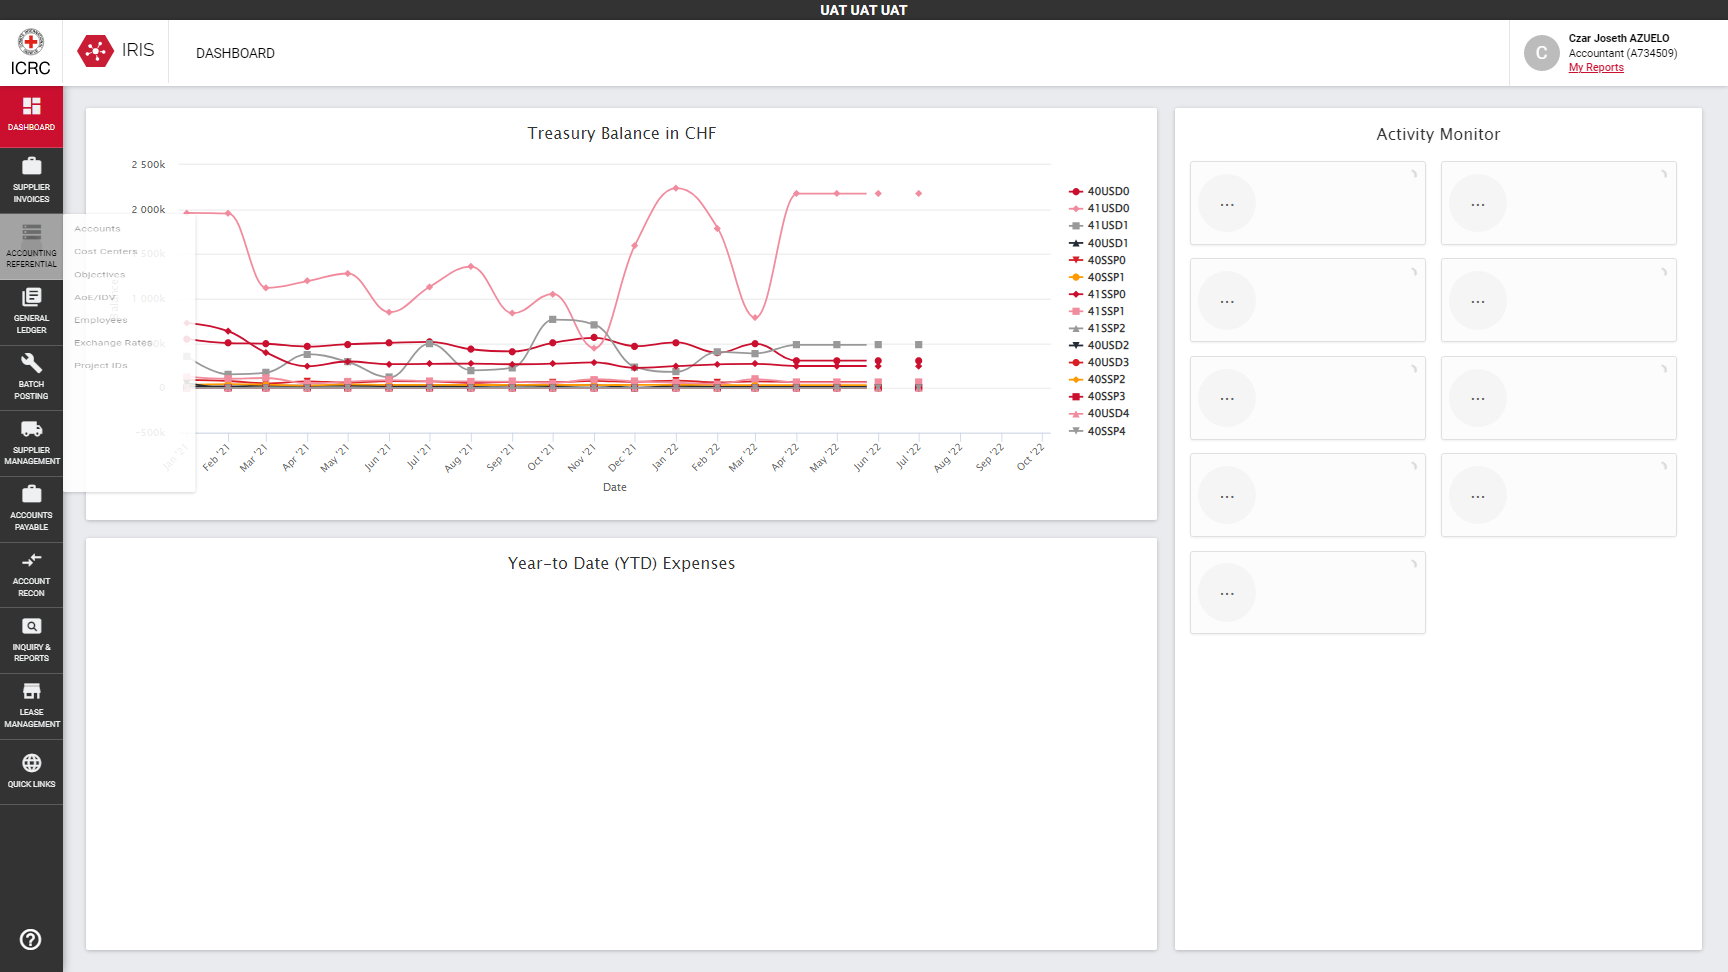 UAT UAT UAT
ICRC
IRIS
DASHBOARD
Czar Joseth AZUELO
Accountant (A734509)
My Reports
C
DASHBOARD
SUPPLIER
INVOICES
ACCOUNTING
REFERENTIAL
GENERAL
LEDGER
BATCH
POSTING
SUPPLIER
MANAGEMENT
ACCOUNTS
PAYABLE
ACCOUNT
RECON
INQUIRY &
REPORTS
LEASE
MANAGEMENT
QUICK LINKS
Accounts
Cost Centers
Objectives
AoE/IDV
Employees
Exchange Rates
Project IDs
Treasury Balance in CHF
2 500k
2 000k
1 000k
0
-500k
Jan '21
Feb '21
Mar '21
Apr '21
May '21
Jun '21
Jul '21
Aug '21
Sep '21
Oct '21
Nov '21
Dec '21
Jan '22
Feb '22
Mar '22
Apr '22
May '22
Jun '22
Jul '22
Aug '22
Sep '22
Oct '22
Date
40USD0
41USD0
41USD1
40USD1
40SSP0
40SSP1
41SSP0
41SSP1
41SSP2
40USD2
40USD3
40SSP2
40SSP3
40USD4
40SSP4
Year-to Date (YTD) Expenses
Activity Monitor
...
...
...
...
...
...
...
...
...